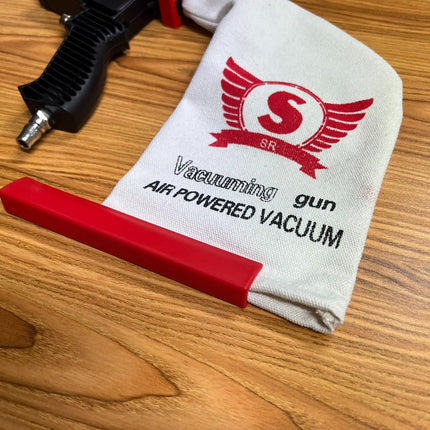 S
SR
Vacuuming gun
AIR POWERED VACUUM